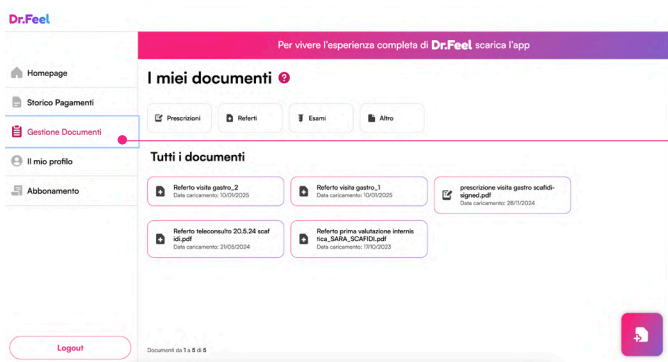 Dr.Feel
Per vivere l'esperienza completa di Dr.Feel scarica l'app
Homepage
Storico Pagamenti
Gestione Documenti
Il mio profilo
Abbonamento
Logout
I miei documenti ?
Prescrizioni
Referti
Esami
Altro
Tutti i documenti
Referto visita gastro_2
Data caricamento: 10/01/2025
Referto visita gastro_1
Data caricamento: 10/01/2025
prescrizione visita gastro scafidi-
signed.pdf
Data caricamento: 28/11/2024
Referto teleconsulto 20.5.24 scaf
idi.pdf
Data caricamento: 21/05/2024
Referto prima valutazione internis
tica_SARA_SCAFIDI.pdf
Data caricamento: 17/10/2023
Documenti da 1 a 5 di 5